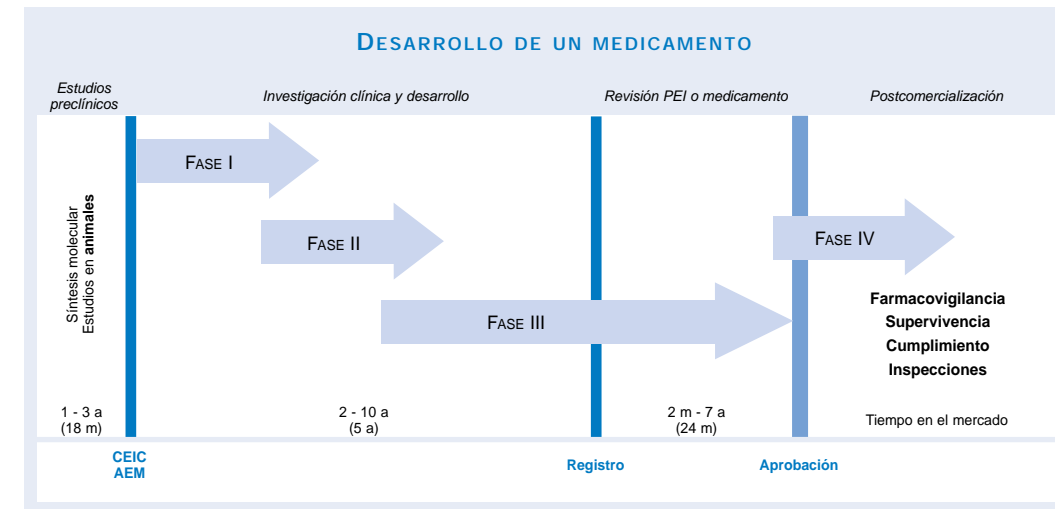 DESARROLLO DE UN MEDICAMENTO
Estudios
preclínicos
Investigación clínica y desarrollo
Revisión PEI o medicamento
Postcomercialización
FASE I
Síntesis molecular
Estudios en animales
FASE II
FASE IV
FASE III
Farmacovigilancia
Supervivencia
Cumplimiento
Inspecciones
1 - 3 a
(18 m)
2 - 10 a
(5 a)
2 m - 7 a
(24 m)
Tiempo en el mercado
CEIC
AEM
Registro
Aprobación